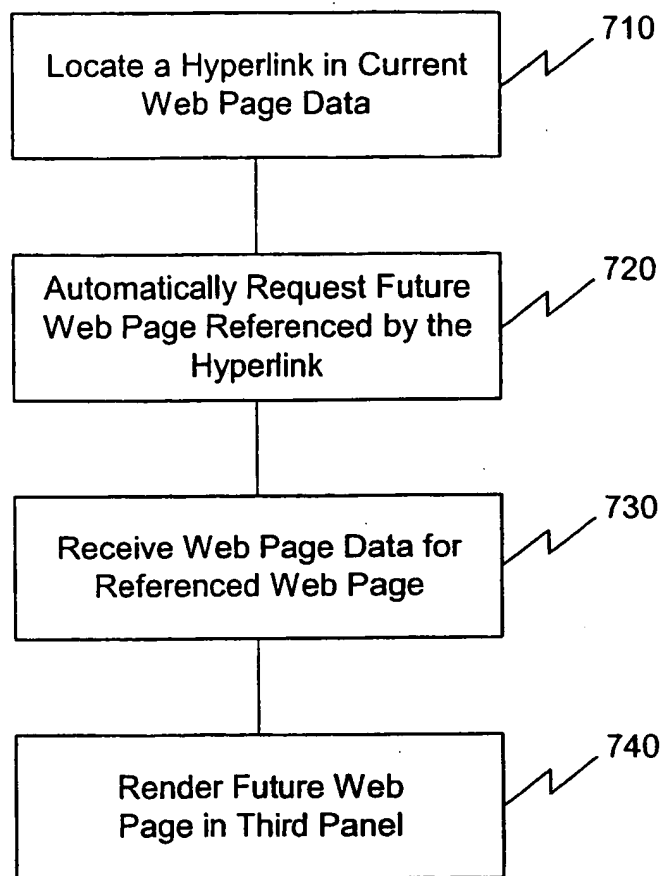 710
Locate a Hyperlink in Current
Web Page Data
720
Automatically Request Future
Web Page Referenced by the
Hyperlink
730
Receive Web Page Data for
Referenced Web Page
740
Render Future Web
Page in Third Panel